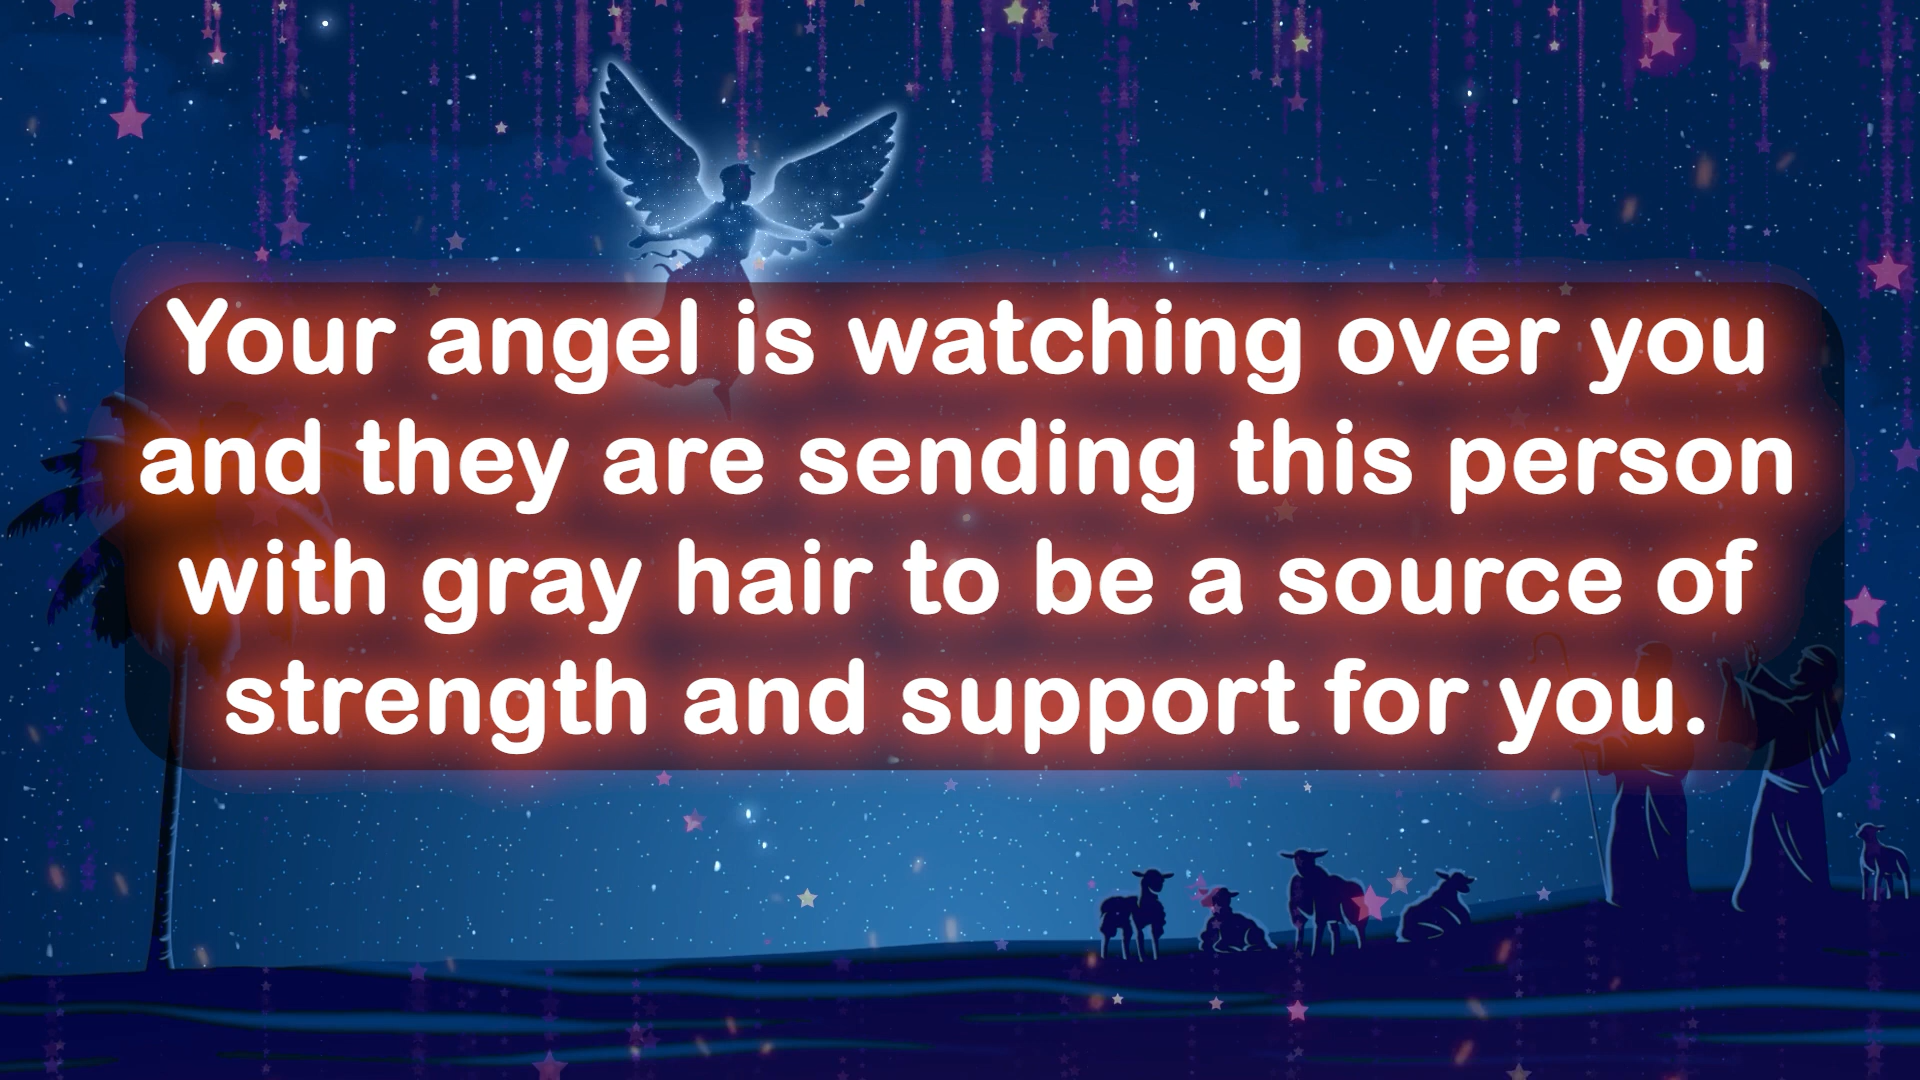 Your angel is watching over you
and they are sending this person
with gray hair to be a source of
strength and support for you.